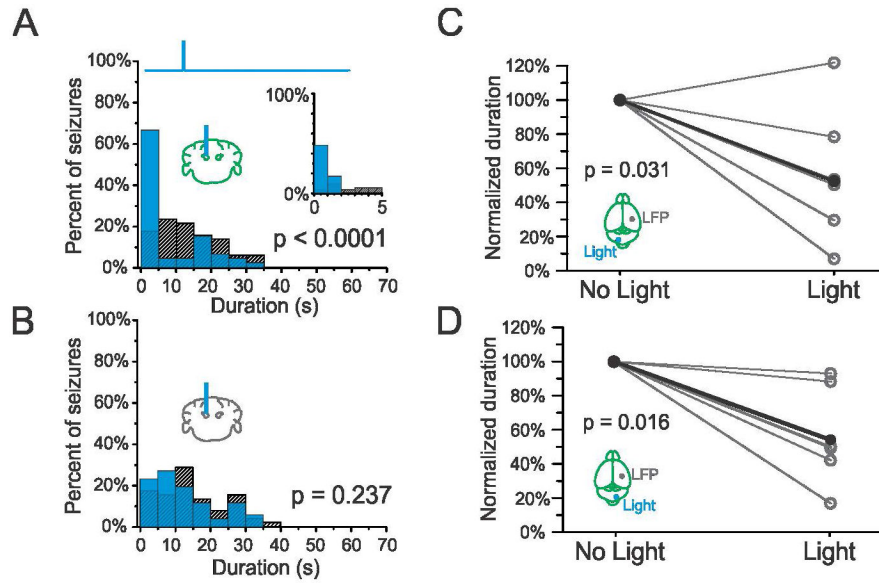 A
Percent of seizures
100%
80%
60%
40%
20%
0%
100%
0%
0 5
p < 0.0001
0 10 20 30 40 50 60 70
Duration (s)
B
Percent of seizures
100%
80%
60%
40%
20%
0%
p = 0.237
0 10 20 30 40 50 60 70
Duration (s)
C
Normalized duration
120%
100%
80%
60%
40%
20%
0%
p = 0.031
LFP
Light
No Light Light
D
Normalized duration
120%
100%
80%
60%
40%
20%
0%
p = 0.016
LFP
Light
No Light Light